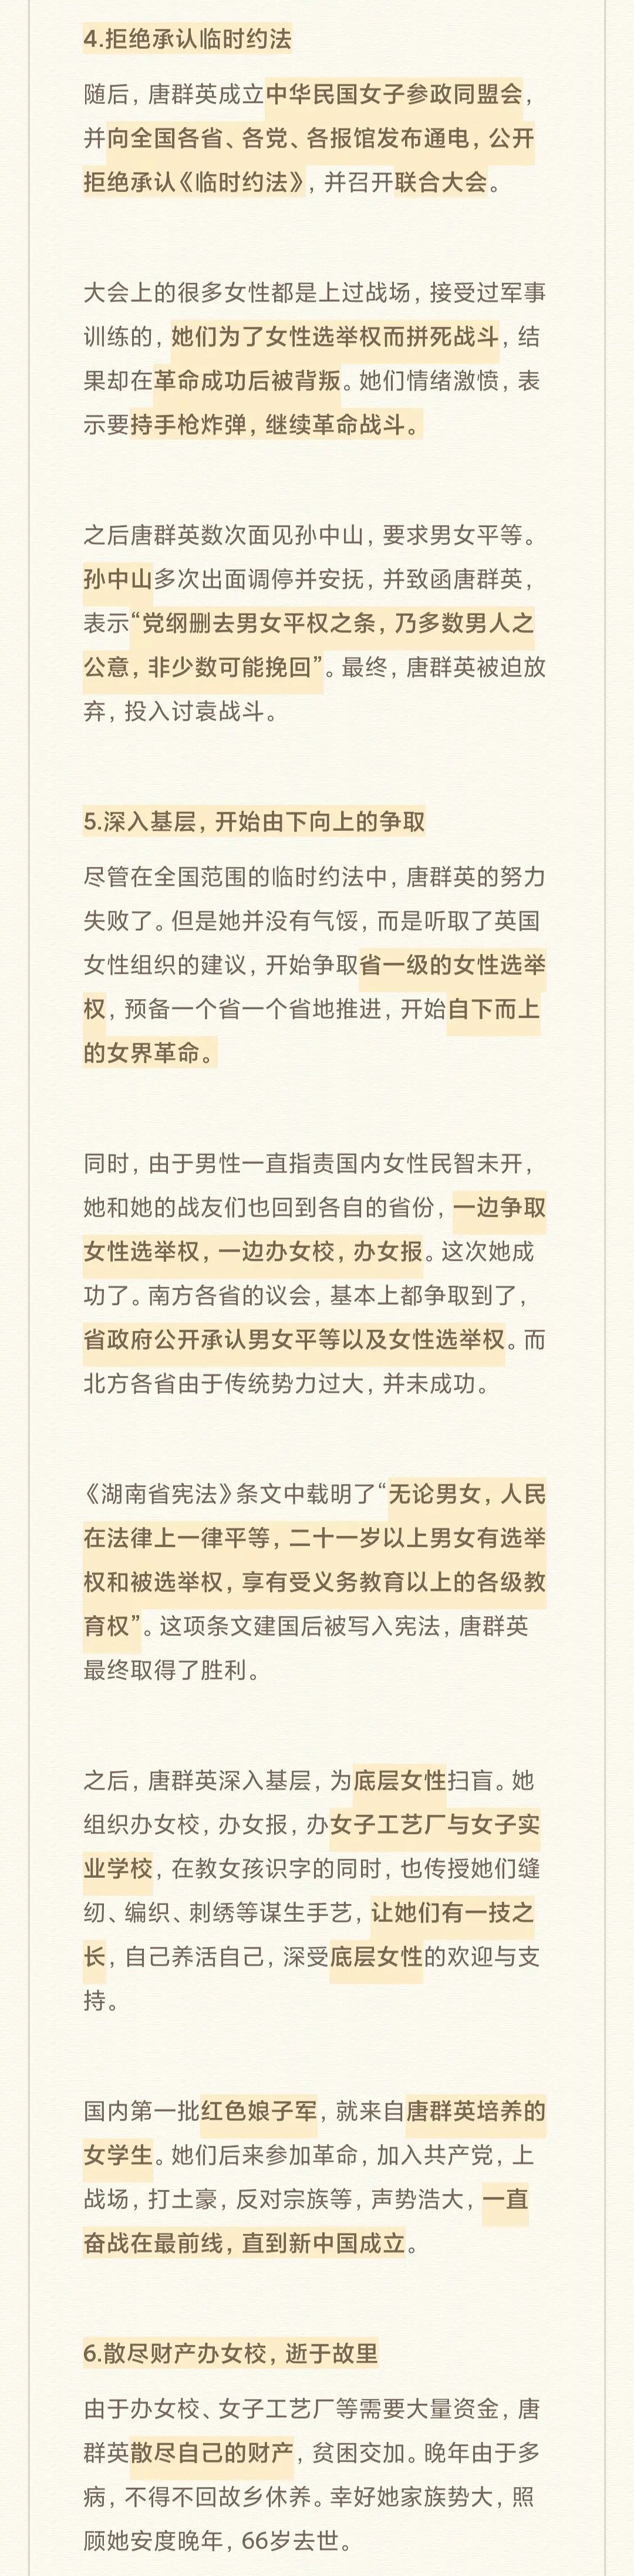 4.拒绝承认临时约法
随后，唐群英成立中华民国女子参政同盟会，
并向全国各省、各党、各报馆发布通电，公开
拒绝承认《临时约法》，并召开联合大会。
大会上的很多女性都是上过战场，接受过军事
训练的，她们为了女性选举权而拼死战斗，结
果却在革命成功后被背叛。她们情绪激愤，表
示要持手枪炸弹，继续革命战斗。
之后唐群英数次面见孙中山，要求男女平等。
孙中山多次出面调停并安抚，并致函唐群英，
表示“党纲删去男女平权之条，乃多数男人之
公意，非少数可能挽回”。最终，唐群英被迫放
弃，投入讨袁战斗。
5.深入基层，开始由下向上的争取
尽管在全国范围的临时约法中，唐群英的努力
失败了。但是她并没有气馁，而是听取了英国
女性组织的建议，开始争取省一级的女性选举
权，预备一个省一个省地推进，开始自下而上
的女界革命。
同时，由于男性一直指责国内女性民智未开，
她和她的战友们也回到各自的省份，一边争取
女性选举权，一边办女校，办女报。这次她成
功了。南方各省的议会，基本上都争取到了，
省政府公开承认男女平等以及女性选举权。而
北方各省由于传统势力过大，并未成功。
《湖南省宪法》条文中载明了“无论男女，人民
在法律上一律平等，二十一岁以上男女有选举
权和被选举权，享有受义务教育以上的各级教
育权”。这项条文建国后被写入宪法，唐群英
最终取得了胜利。
之后，唐群英深入基层，为底层女性扫盲。她
组织办女校，办女报，办女子工艺厂与女子实
业学校，在教女孩识字的同时，也传授她们缝
纫、编织、刺绣等谋生手艺，让她们有一技之
长，自己养活自己，深受底层女性的欢迎与支
持。
国内第一批红色娘子军，就来自唐群英培养的
女学生。她们后来参加革命，加入共产党，上
战场，打土豪，反对宗族等，声势浩大，一直
奋战在最前线，直到新中国成立。
6.散尽财产办女校，逝于故里
由于办女校、女子工艺厂等需要大量资金，唐
群英散尽自己的财产，贫困交加。晚年由于多
病，不得不回故乡休养。幸好她家族势大，照
顾她安度晚年，66岁去世。